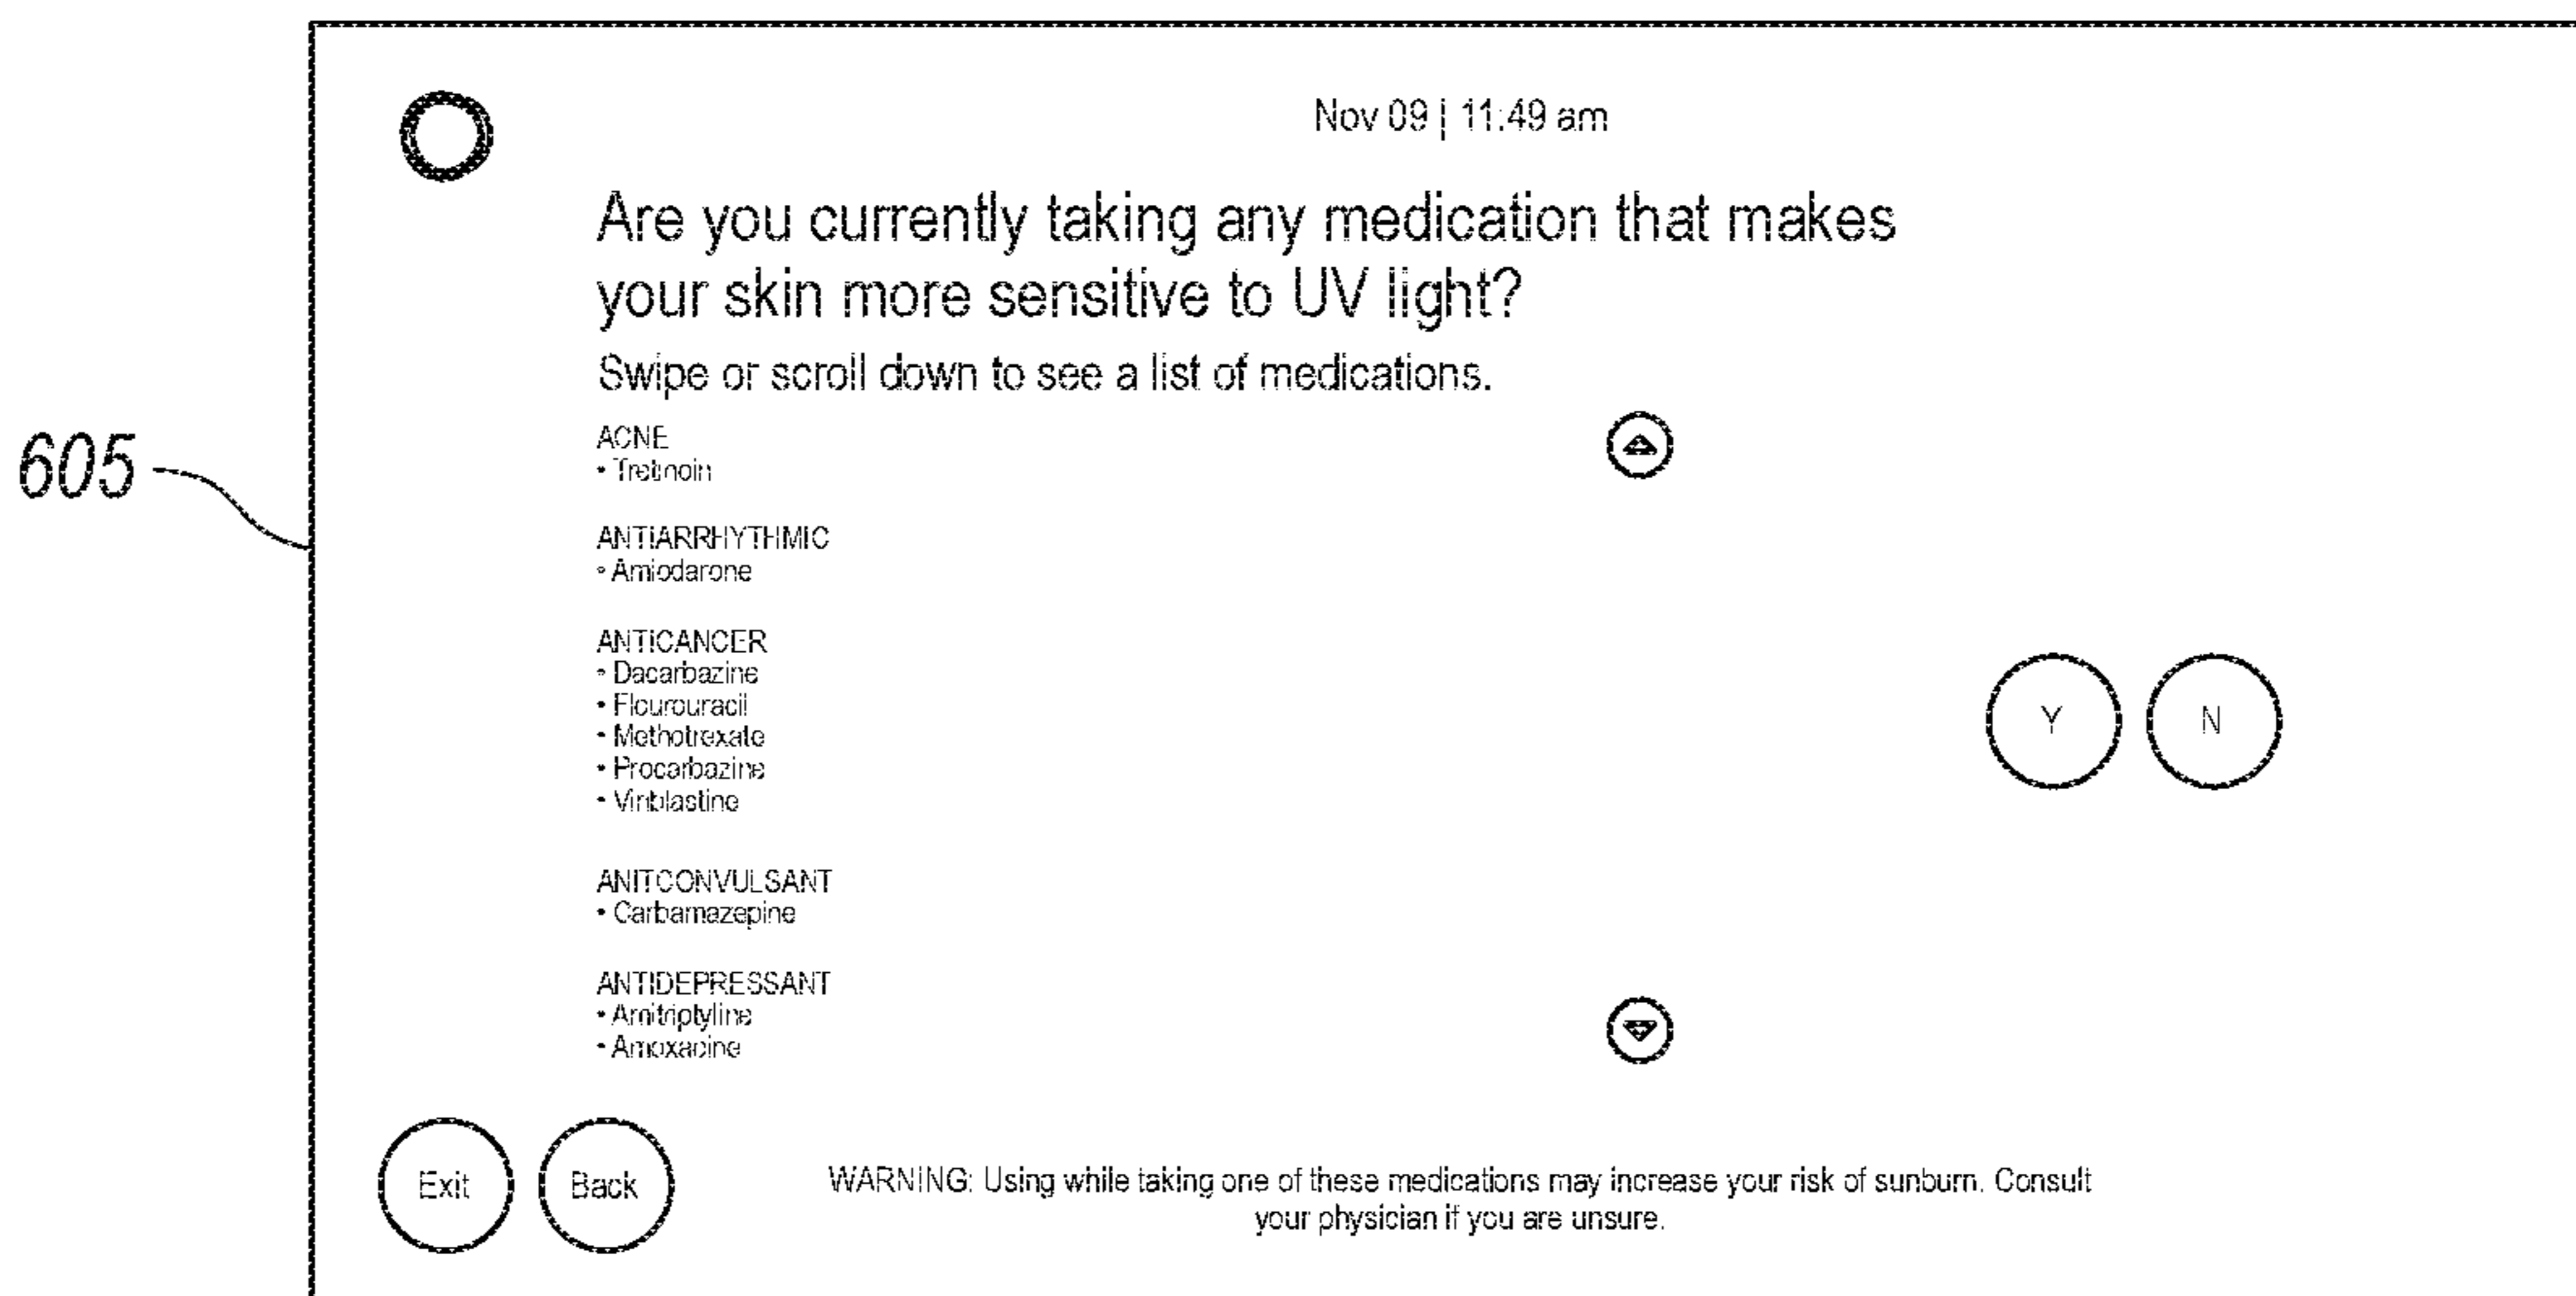 Nov 09 | 11:49 am
Are you currently taking any medication that makes
your skin more sensitive to UV light?
Swipe or scroll down to see a list of medications.
605
ACNE
• Tretinoin
ANTIARRHYTHMIC
• Amiodarone
ANTICANCER
• Dacarbazine
• Flourouracil
• Methotrexate
• Procarbazine
• Vinblastine
Y N
ANITCONVULSANT
• Carbamazepine
ANTIDEPRESSANT
• Amitriptyline
• Amoxacine
Exit Back
WARNING: Using while taking one of these medications may increase your risk of sunburn. Consult
your physician if you are unsure.